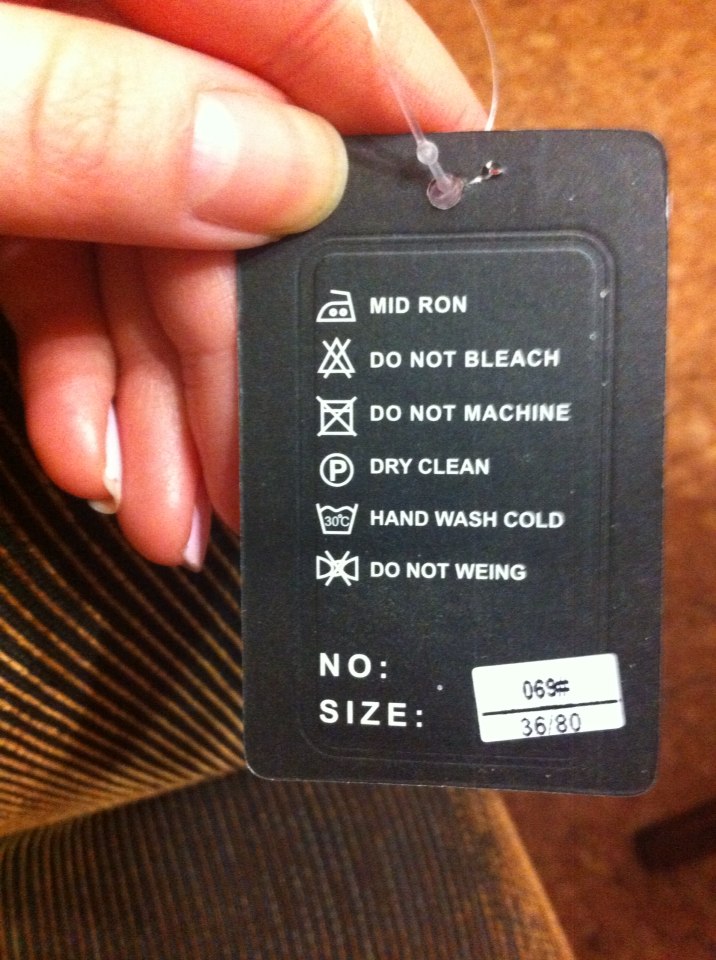 MID RON
DO NOT BLEACH
DO NOT MACHINE
P
DRY CLEAN
30°C
HAND WASH COLD
DO NOT WEING
NO:
069#
SIZE:
36/80